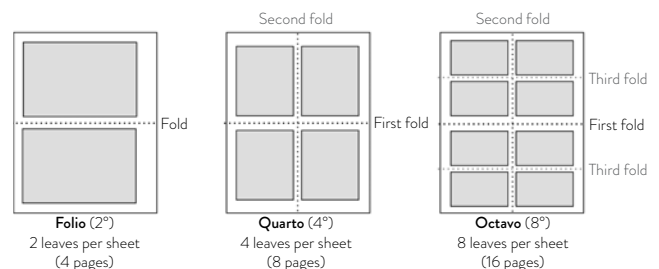 Second fold
Second fold
Third fold
Fold
First fold
First fold
Third fold
Folio (2°)
2 leaves per sheet
(4 pages)
Quarto (4°)
4 leaves per sheet
(8 pages)
Octavo (8°)
8 leaves per sheet
(16 pages)